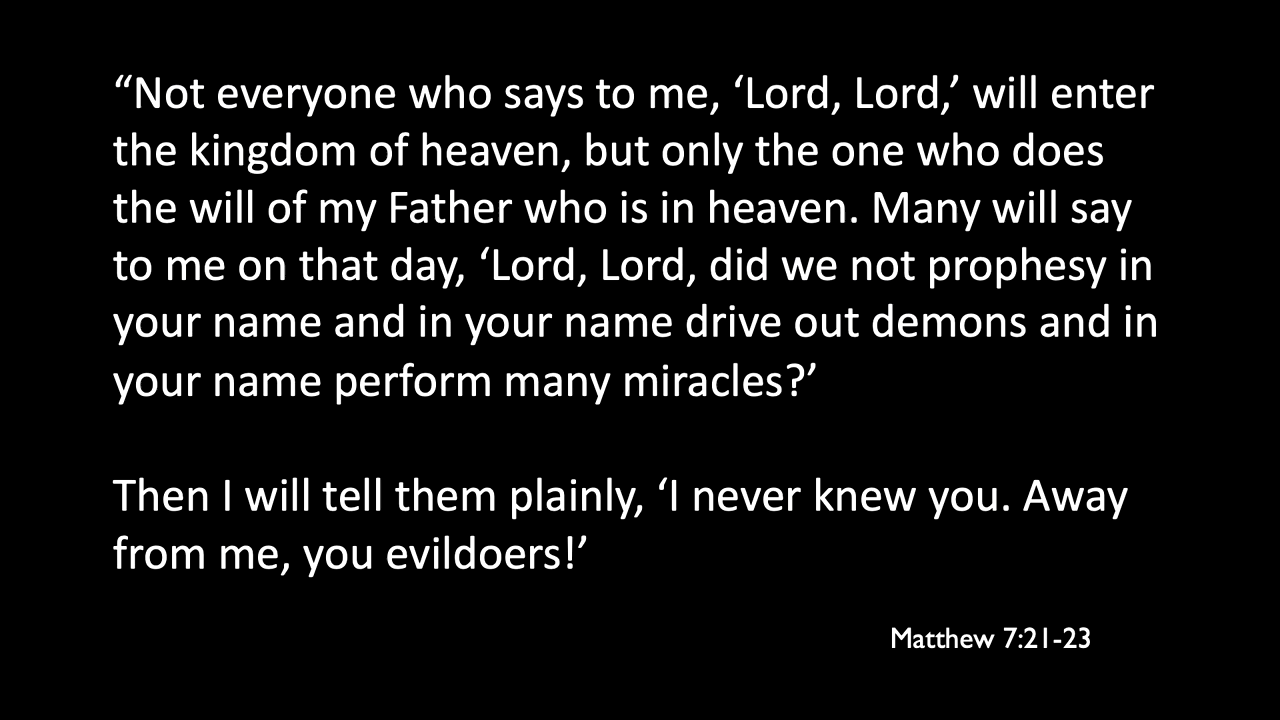 “Not everyone who says to me, ‘Lord, Lord,’ will enter
the kingdom of heaven, but only the one who does
the will of my Father who is in heaven. Many will say
to me on that day, ‘Lord, Lord, did we not prophesy in
your name and in your name drive out demons and in
your name perform many miracles?’
Then I will tell them plainly, ‘I never knew you. Away
from me, you evildoers!’
Matthew 7:21-23